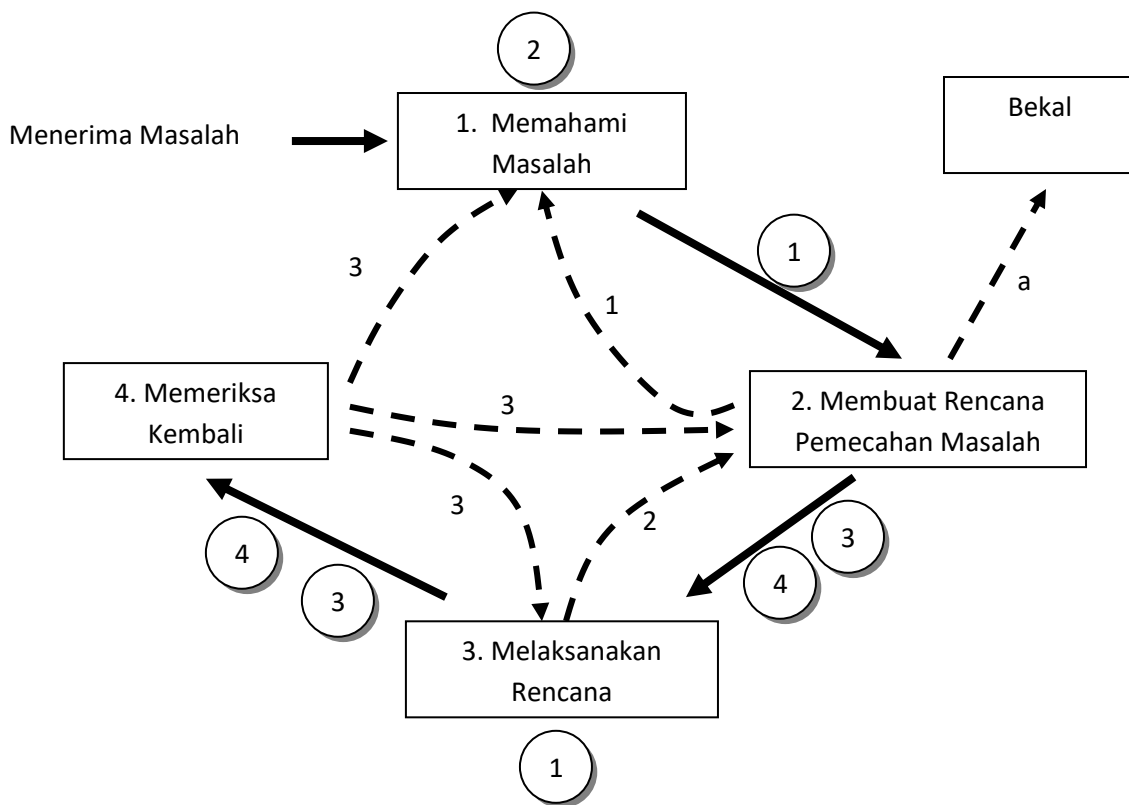 2
Menerima Masalah
1. Memahami
Masalah
Bekal
1
3
1
a
4. Memeriksa
Kembali
3
2. Membuat Rencana
Pemecahan Masalah
3
2
4
3
3
4
3. Melaksanakan
Rencana
1